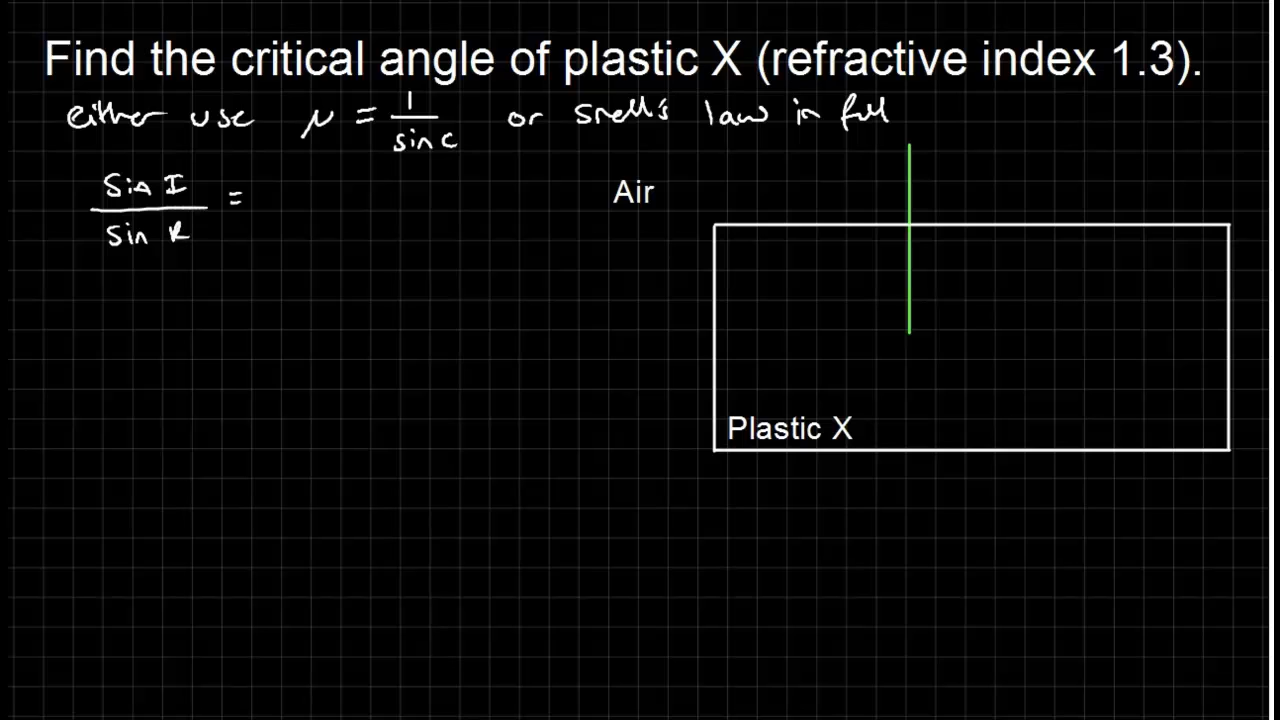 Find the critical angle of plastic X (refractive index 1.3).
either use μ = 1 / sin c or snell's law in full
sin I / sin R =
Air
Plastic X